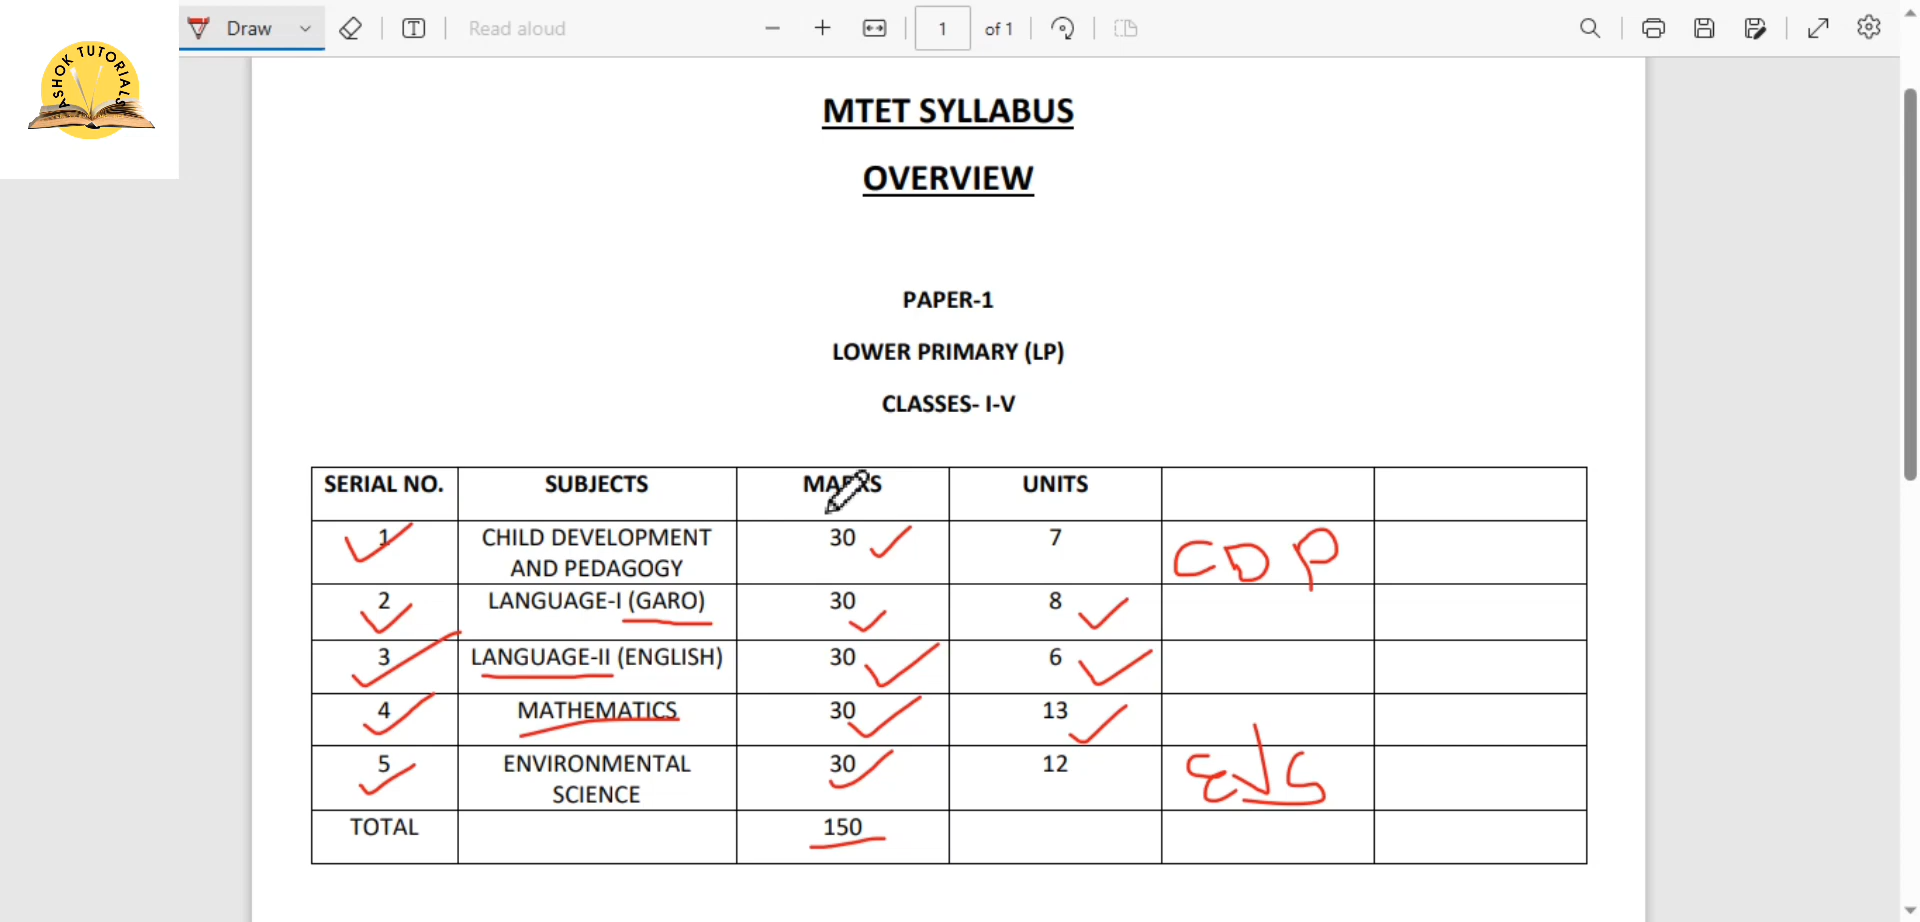 Draw
Read aloud
1 of 1
ASHOK TUTORIALS
MTET SYLLABUS
OVERVIEW
PAPER-1
LOWER PRIMARY (LP)
CLASSES- I-V
SERIAL NO. SUBJECTS MARKS UNITS
1 CHILD DEVELOPMENT AND PEDAGOGY 30 7 CDP
2 LANGUAGE-I (GARO) 30 8
3 LANGUAGE-II (ENGLISH) 30 6
4 MATHEMATICS 30 13
5 ENVIRONMENTAL SCIENCE 30 12 EVS
TOTAL 150